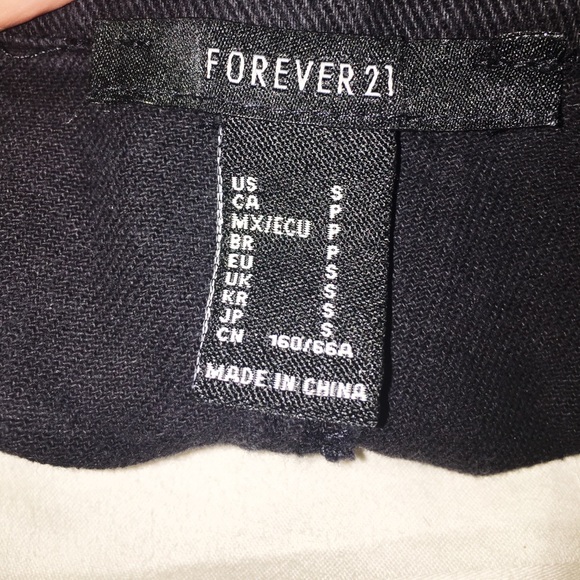 FOREVER 21
US S
CA P
MX/ECU P
BR P
EU S
UK S
KR S
JP S
CN 160/66A
MADE IN CHINA